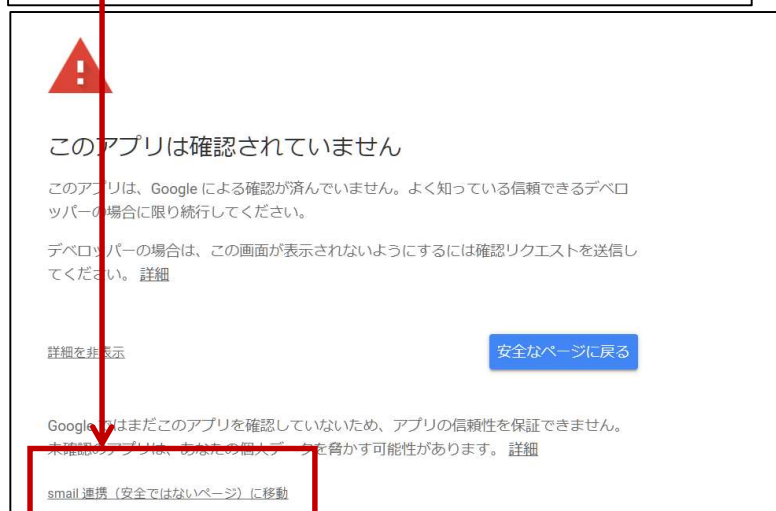 このアプリは確認されていません
このアプリは、Google による確認が済んでいません。よく知っている信頼できるデベロ
ッパーの場合に限り続行してください。
デベロッパーの場合は、この画面が表示されないようにするには確認リクエストを送信し
てください。 詳細
詳細を非表示
安全なページに戻る
Google ではまだこのアプリを確認していないため、アプリの信頼性を保証できません。
未確認のアプリは、あなたの個人データを脅かす可能性があります。 詳細
smail 連携（安全ではないページ）に移動